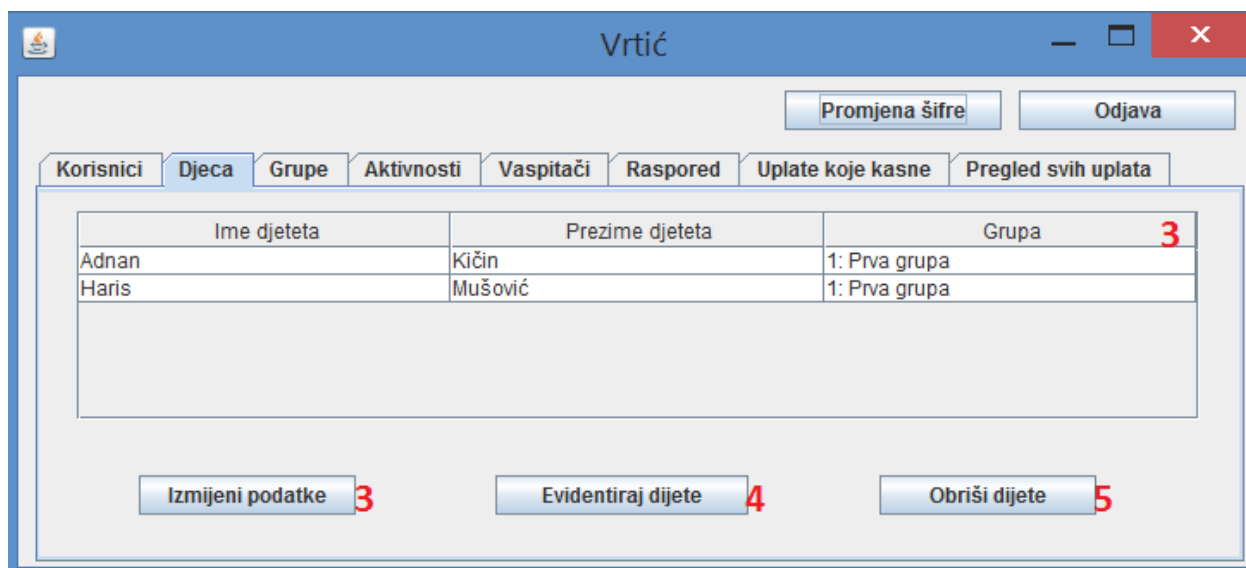 Vrtić
Promjena šifre Odjava
Korisnici Djeca Grupe Aktivnosti Vaspitači Raspored Uplate koje kasne Pregled svih uplata
Ime djeteta Prezime djeteta Grupa 3
Adnan Kičin 1: Prva grupa
Haris Mušović 1: Prva grupa
Izmijeni podatke 3 Evidentiraj dijete 4 Obriši dijete 5